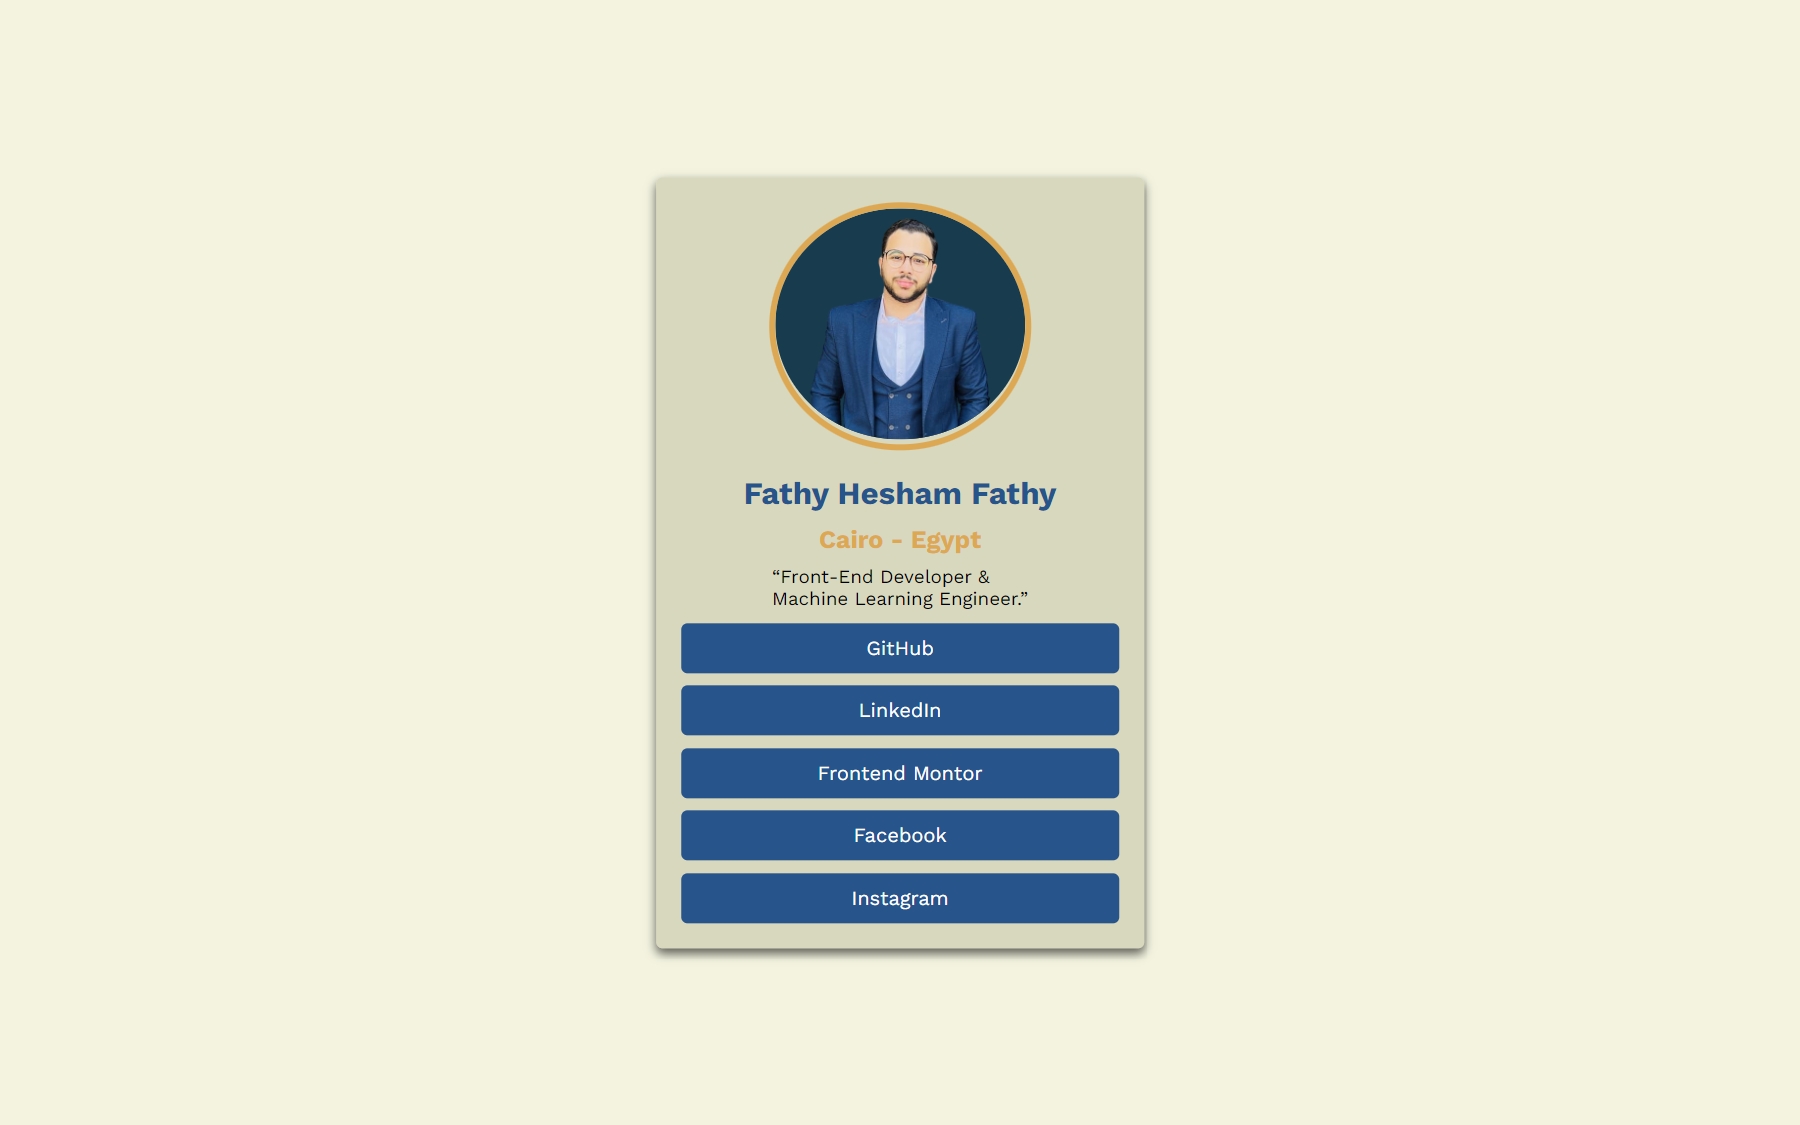 Fathy Hesham Fathy
Cairo - Egypt
“Front-End Developer &
Machine Learning Engineer.”
GitHub
LinkedIn
Frontend Montor
Facebook
Instagram